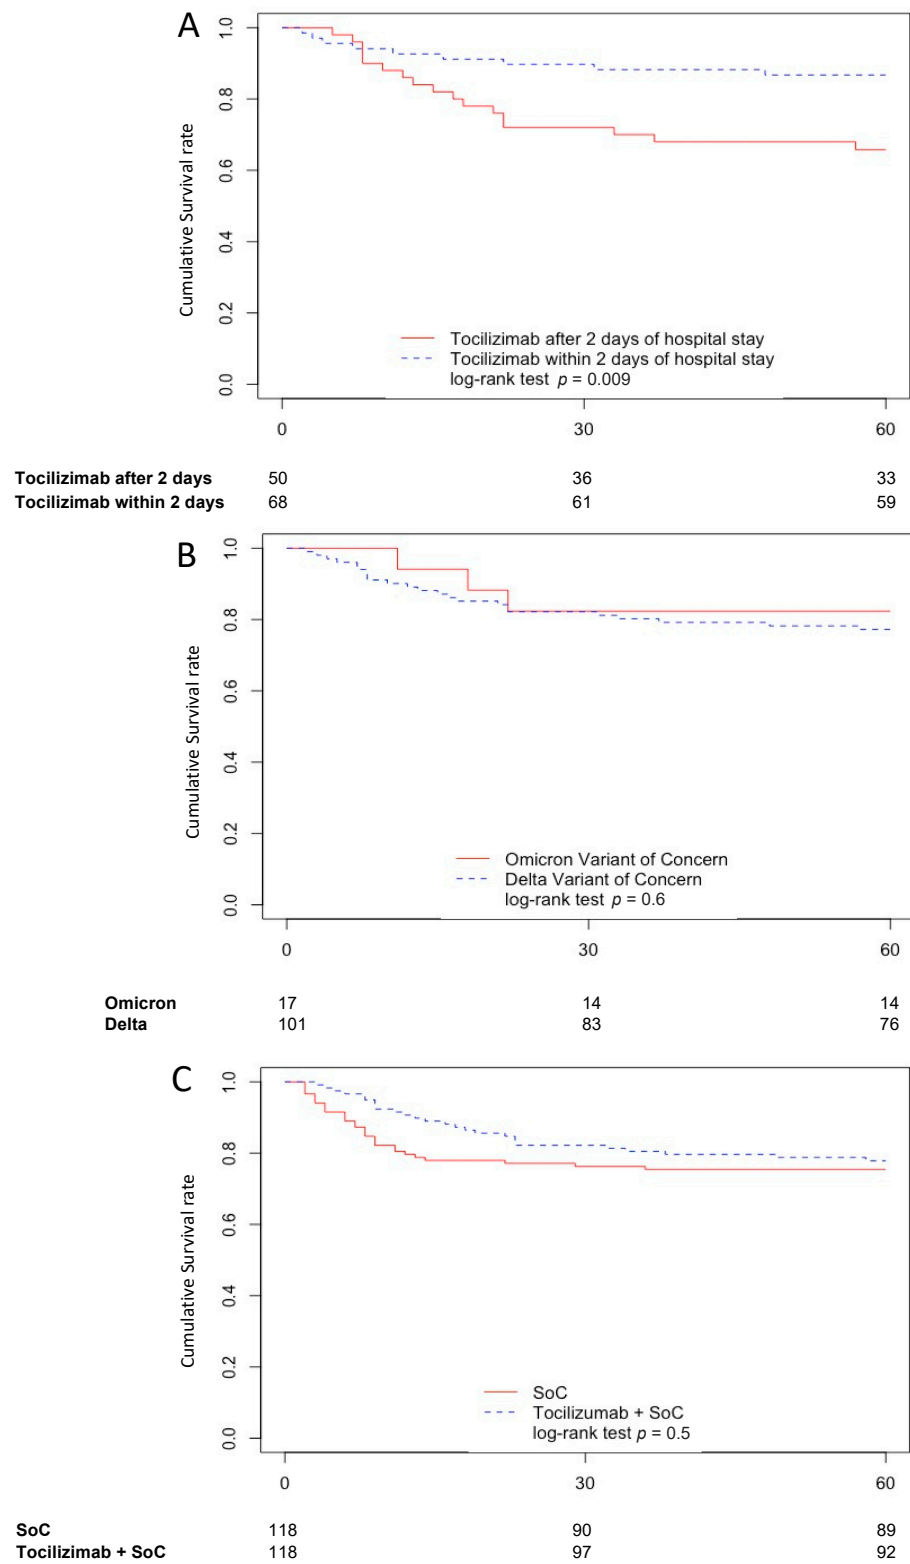 A
Cumulative Survival rate
1.0
0.8
0.6
0.4
0.2
0.0
Tocilizimab after 2 days of hospital stay
Tocilizimab within 2 days of hospital stay
log-rank test p = 0.009
0 30 60
Tocilizimab after 2 days 50 36 33
Tocilizimab within 2 days 68 61 59
B
Cumulative Survival rate
1.0
0.8
0.6
0.4
0.2
0.0
Omicron Variant of Concern
Delta Variant of Concern
log-rank test p = 0.6
0 30 60
Omicron 17 14 14
Delta 101 83 76
C
Cumulative Survival rate
1.0
0.8
0.6
0.4
0.2
0.0
SoC
Tocilizumab + SoC
log-rank test p = 0.5
0 30 60
SoC 118 90 89
Tocilizimab + SoC 118 97 92